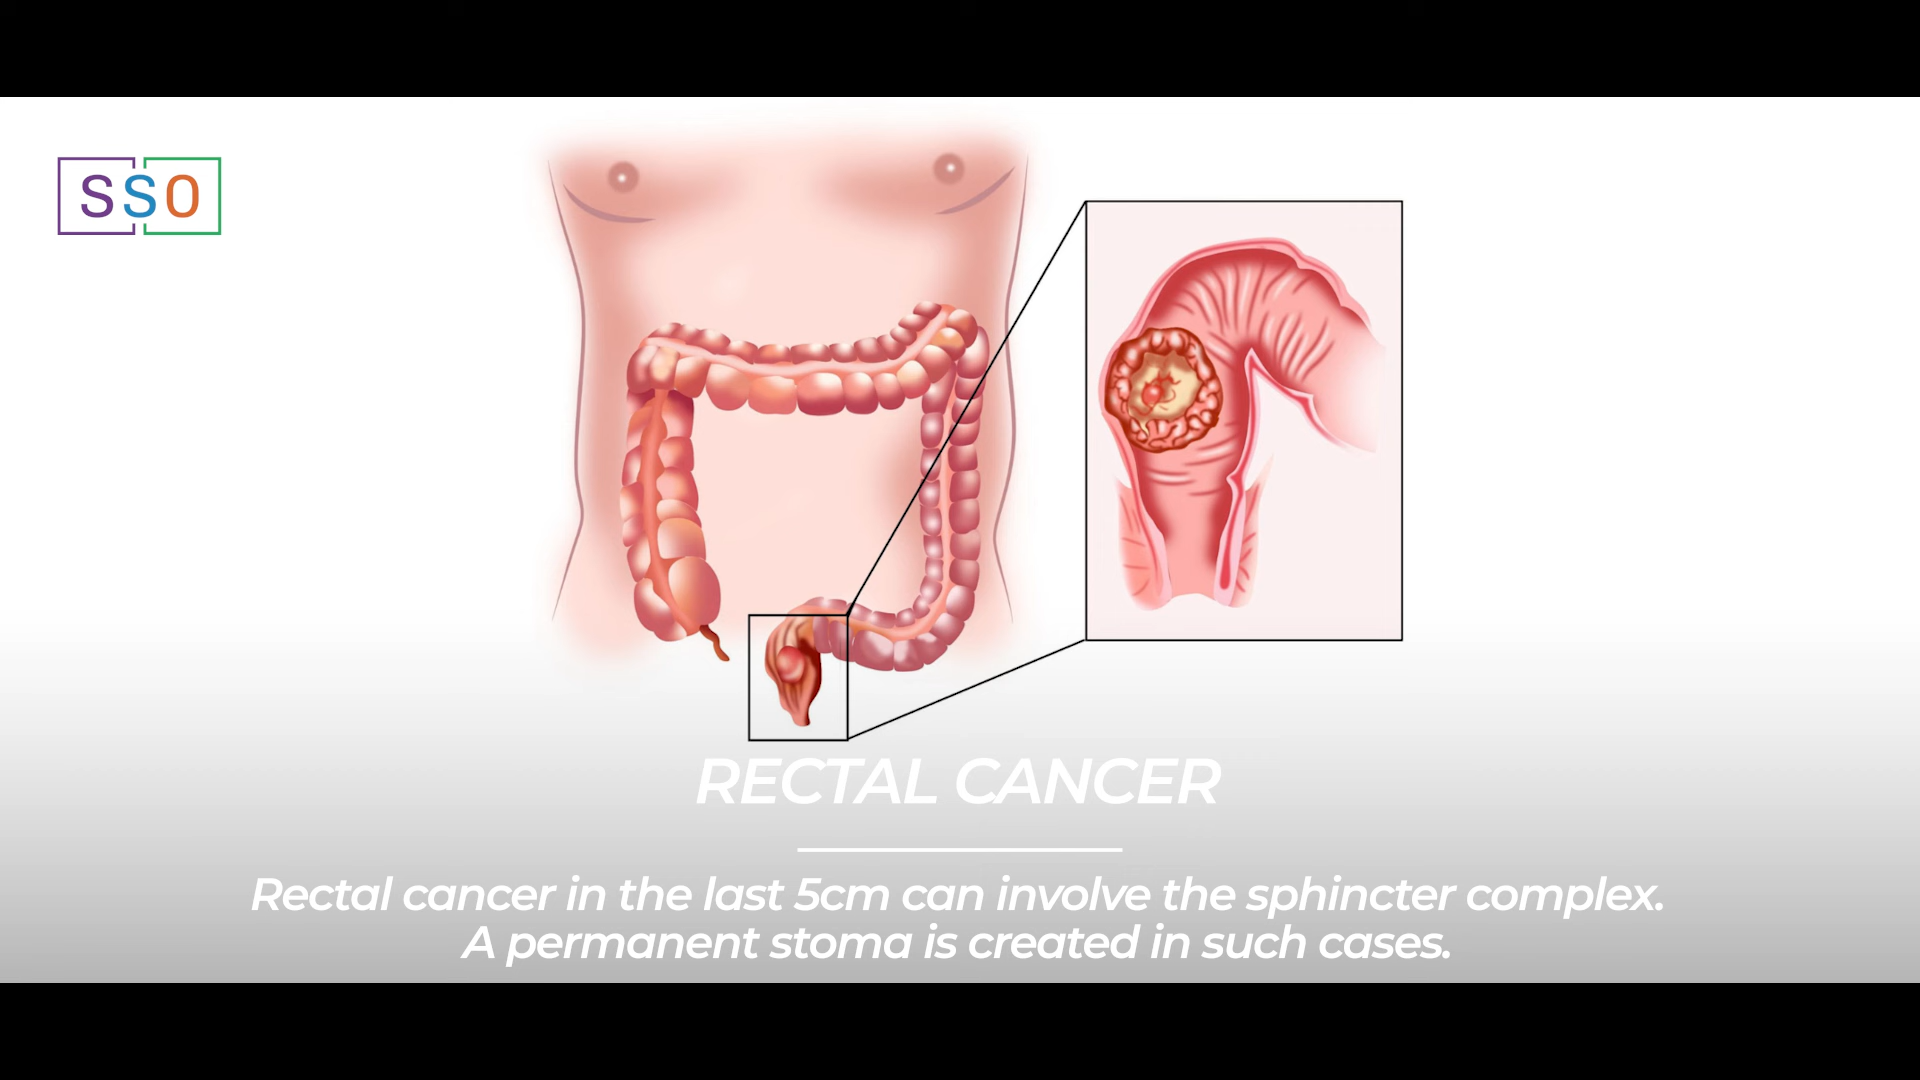 SSO
RECTAL CANCER
Rectal cancer in the last 5cm can involve the sphincter complex.
A permanent stoma is created in such cases.